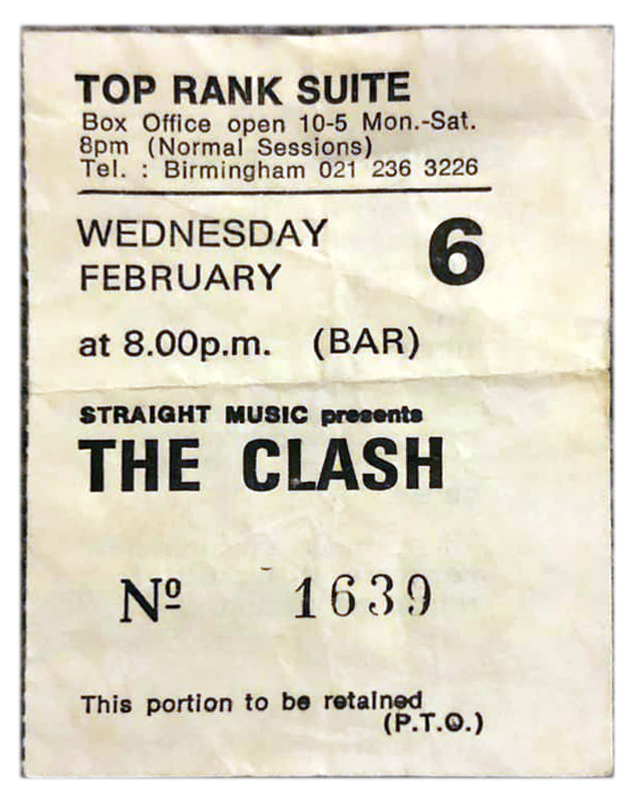 TOP RANK SUITE
Box Office open 10-5 Mon.-Sat.
8pm (Normal Sessions)
Tel. : Birmingham 021 236 3226
WEDNESDAY 6
FEBRUARY
at 8.00p.m. (BAR)
STRAIGHT MUSIC presents
THE CLASH
Nº 1639
This portion to be retained
(P.T.O.)